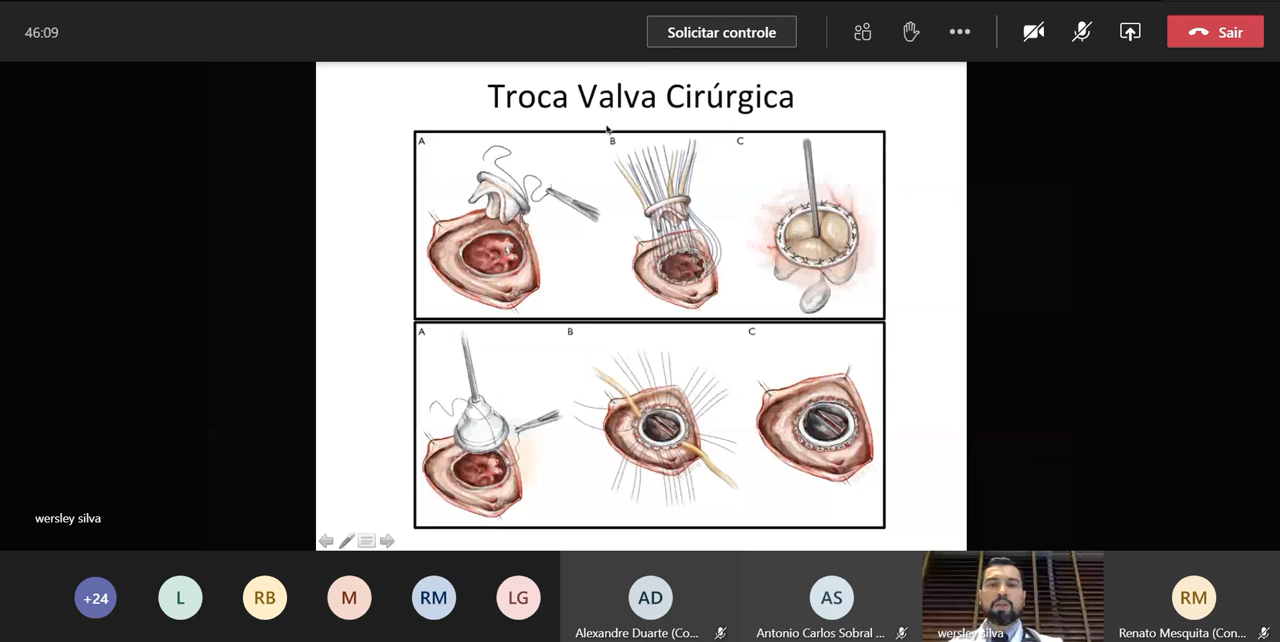 46:09
Solicitar controle
Sair
Troca Valva Cirúrgica
A
B
C
A
B
C
wersley silva
+24
L
RB
M
RM
LG
AD
AS
RM
Alexandre Duarte (Co...
Antonio Carlos Sobral ...
wersley silva
Renato Mesquita (Con...